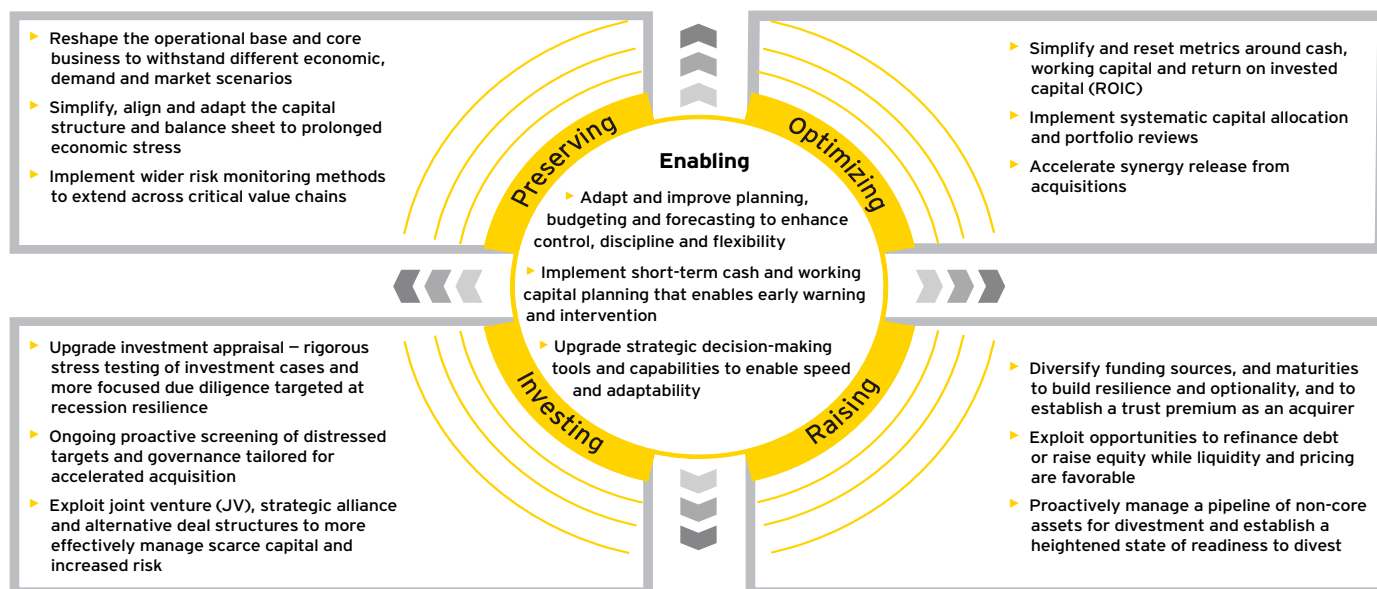 ► Reshape the operational base and core
business to withstand different economic,
demand and market scenarios
► Simplify, align and adapt the capital
structure and balance sheet to prolonged
economic stress
► Implement wider risk monitoring methods
to extend across critical value chains
Preserving
Optimizing
► Simplify and reset metrics around cash,
working capital and return on invested
capital (ROIC)
► Implement systematic capital allocation
and portfolio reviews
► Accelerate synergy release from
acquisitions
Enabling
► Adapt and improve planning,
budgeting and forecasting to enhance
control, discipline and flexibility
► Implement short-term cash and working
capital planning that enables early warning
and intervention
► Upgrade strategic decision-making
tools and capabilities to enable speed
and adaptability
► Upgrade investment appraisal – rigorous
stress testing of investment cases and
more focused due diligence targeted at
recession resilience
► Ongoing proactive screening of distressed
targets and governance tailored for
accelerated acquisition
► Exploit joint venture (JV), strategic alliance
and alternative deal structures to more
effectively manage scarce capital and
increased risk
Investing
Raising
► Diversify funding sources, and maturities
to build resilience and optionality, and to
establish a trust premium as an acquirer
► Exploit opportunities to refinance debt
or raise equity while liquidity and pricing
are favorable
► Proactively manage a pipeline of non-core
assets for divestment and establish a
heightened state of readiness to divest